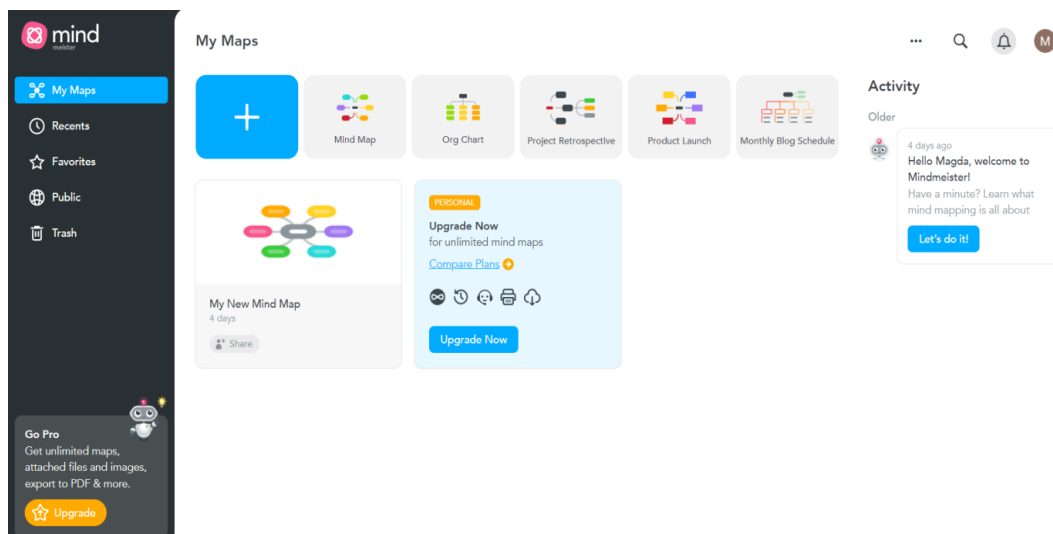 mind
meister
My Maps
Recents
Favorites
Public
Trash
Go Pro
Get unlimited maps,
attached files and images,
export to PDF & more.
Upgrade
My Maps
M
Mind Map
Org Chart
Project Retrospective
Product Launch
Monthly Blog Schedule
My New Mind Map
4 days
Share
PERSONAL
Upgrade Now
for unlimited mind maps
Compare Plans
Upgrade Now
Activity
Older
4 days ago
Hello Magda, welcome to
Mindmeister!
Have a minute? Learn what
mind mapping is all about
Let's do it!